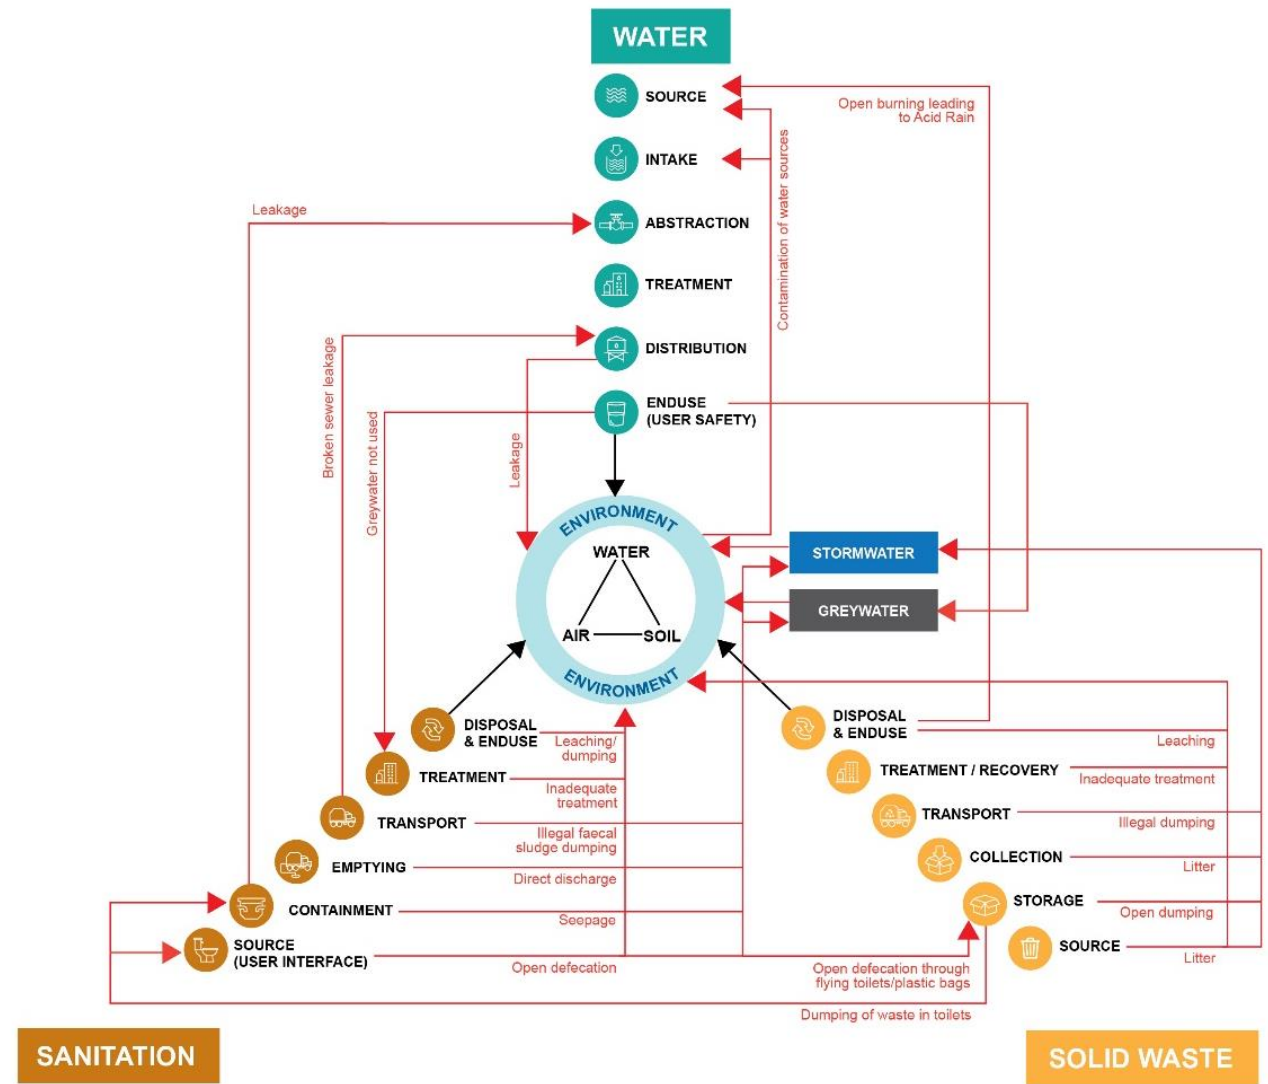 WATER
SOURCE
Open burning leading
to Acid Rain
INTAKE
Contamination of water sources
Leakage
ABSTRACTION
TREATMENT
Broken sewer leakage
DISTRIBUTION
Greywater not used
Leakage
ENDUSE
(USER SAFETY)
ENVIRONMENT
WATER
AIR
SOIL
ENVIRONMENT
STORMWATER
GREYWATER
DISPOSAL
& ENDUSE
Leaching/
dumping
TREATMENT
Inadequate
treatment
TRANSPORT
Illegal faecal
sludge dumping
EMPTYING
Direct discharge
CONTAINMENT
Seepage
SOURCE
(USER INTERFACE)
Open defecation
DISPOSAL
& ENDUSE
Leaching
TREATMENT / RECOVERY
Inadequate treatment
TRANSPORT
Illegal dumping
COLLECTION
Litter
STORAGE
Open dumping
SOURCE
Litter
Open defecation through
flying toilets/plastic bags
Dumping of waste in toilets
SANITATION
SOLID WASTE